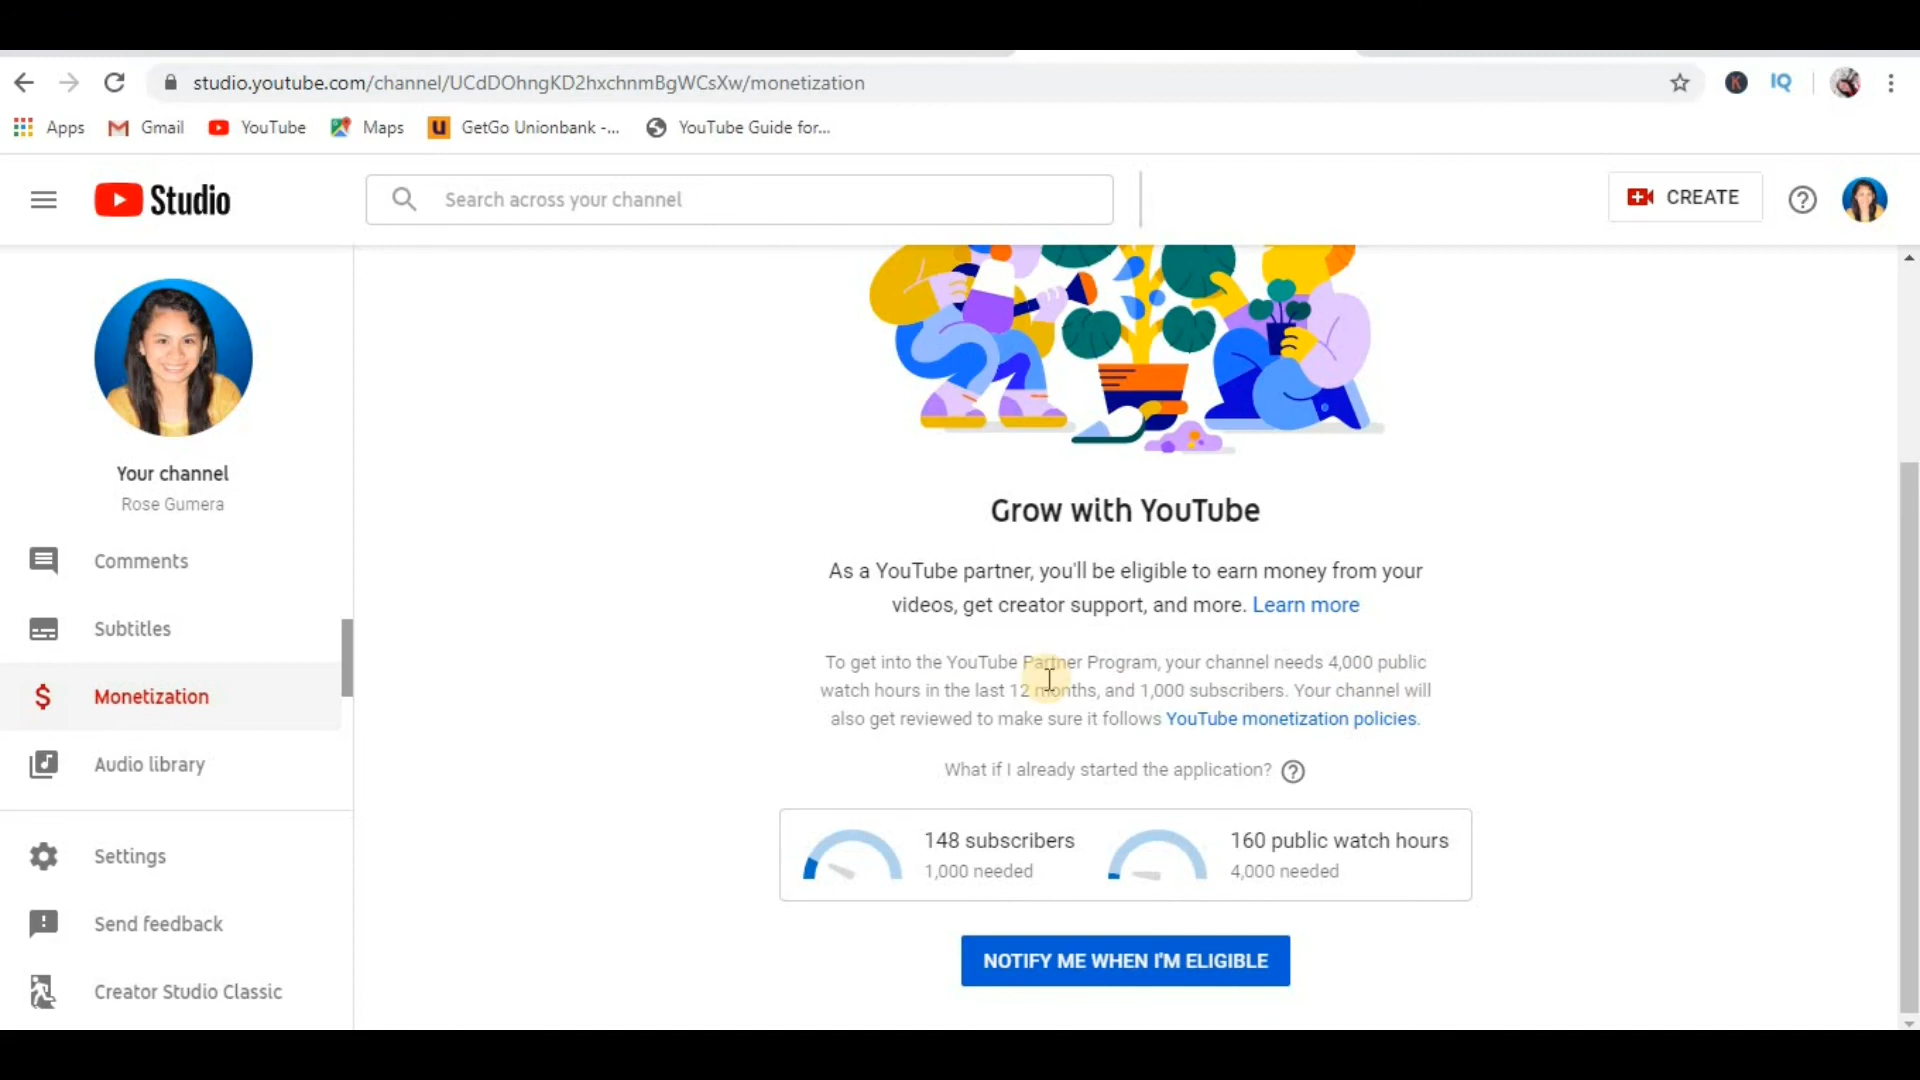 studio.youtube.com/channel/UCdDOhngKD2hxchnmBgWCsXw/monetization
K
IQ
Apps
Gmail
YouTube
Maps
u
GetGo Unionbank -...
YouTube Guide for...
Studio
Search across your channel
CREATE
Your channel
Rose Gumera
Comments
Subtitles
Monetization
Audio library
Settings
Send feedback
Creator Studio Classic
Grow with YouTube
As a YouTube partner, you'll be eligible to earn money from your
videos, get creator support, and more. Learn more
To get into the YouTube Partner Program, your channel needs 4,000 public
watch hours in the last 12 months, and 1,000 subscribers. Your channel will
also get reviewed to make sure it follows YouTube monetization policies.
What if I already started the application?
148 subscribers
1,000 needed
160 public watch hours
4,000 needed
NOTIFY ME WHEN I'M ELIGIBLE